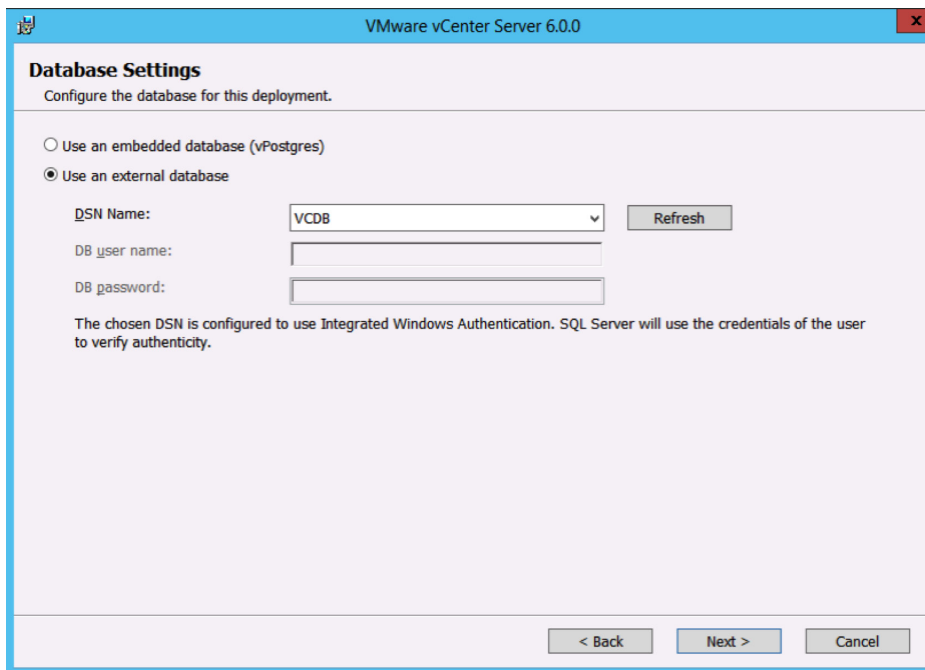 VMware vCenter Server 6.0.0
x
Database Settings
Configure the database for this deployment.
Use an embedded database (vPostgres)
Use an external database
DSN Name:
VCDB
Refresh
DB user name:
DB password:
The chosen DSN is configured to use Integrated Windows Authentication. SQL Server will use the credentials of the user
to verify authenticity.
< Back
Next >
Cancel